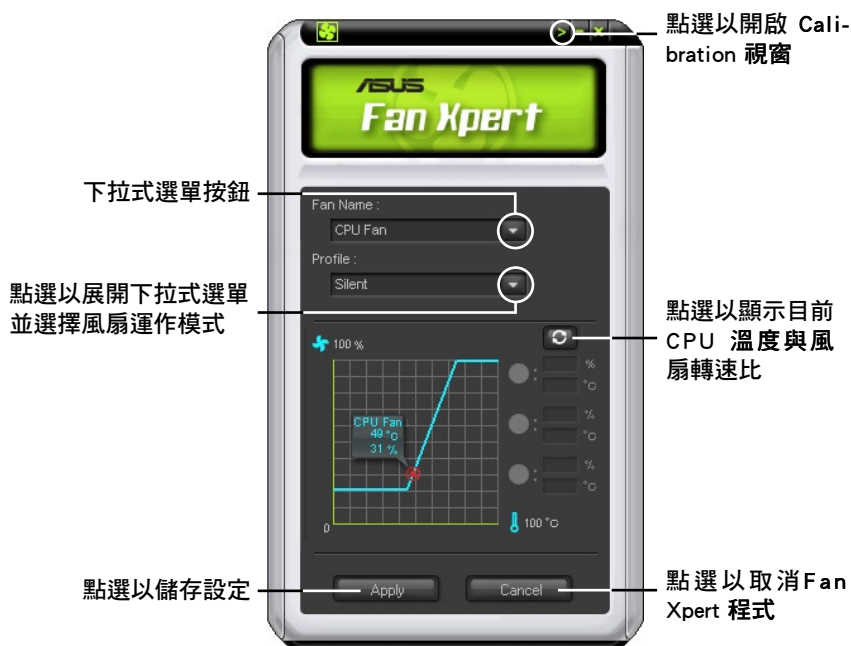 點選以開啟 Cali-
bration 視窗
ASUS
Fan Xpert
下拉式選單按鈕
Fan Name :
CPU Fan
Profile :
Silent
點選以展開下拉式選單
並選擇風扇運作模式
點選以顯示目前
CPU 溫度與風
扇轉速比
100 %
%
°C
CPU Fan
49 °C
31 %
%
°C
%
°C
0
100 °C
點選以儲存設定
Apply
Cancel
點選以取消Fan
Xpert 程式